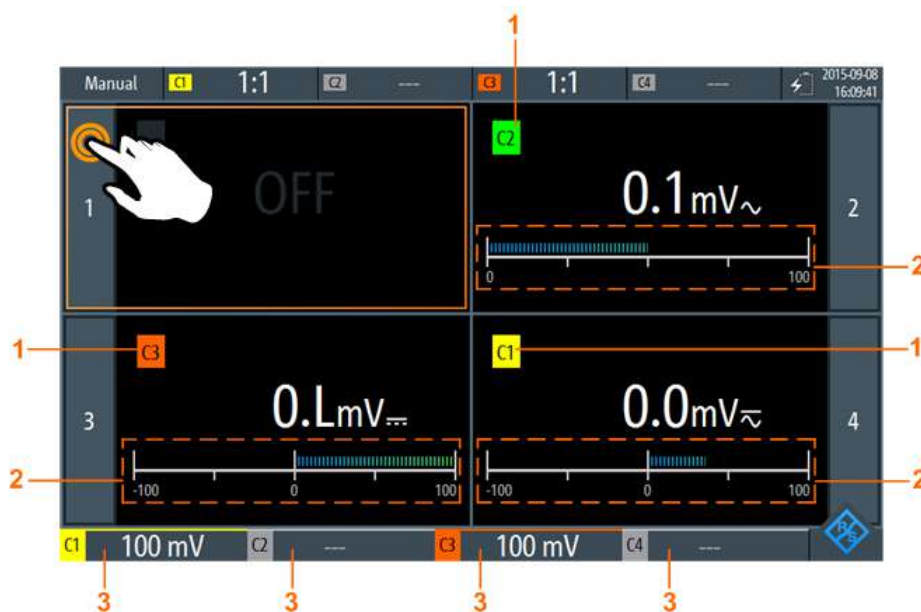 1
Manual C1 1:1 C2 --- C3 1:1 C4 --- 2015-09-08
16:09:41
1 OFF
C2
0.1mV~ 2
0 100
2
1 C3
C1 1
3 0.LmV⎓
0.0mV⏦ 4
2 -100 0 100
-100 0 100 2
C1 100 mV C2 --- C3 100 mV C4 --- R&S
3 3 3 3